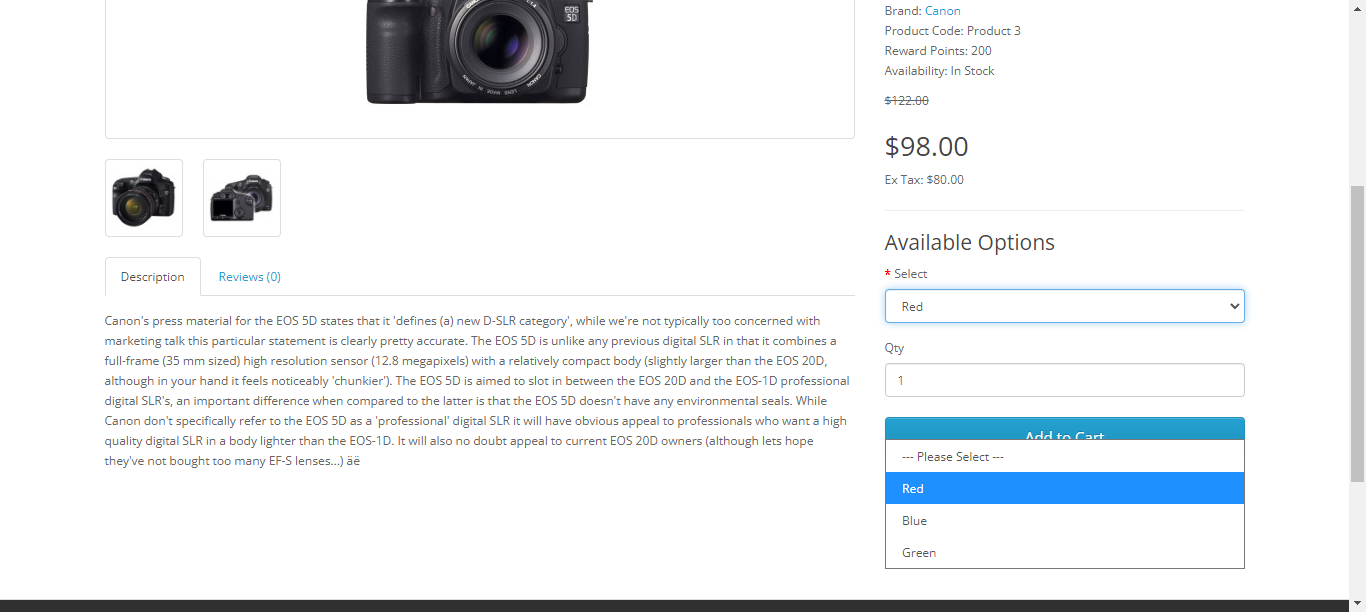 EOS
5D
Brand: Canon
Product Code: Product 3
Reward Points: 200
Availability: In Stock
$122.00
$98.00
Ex Tax: $80.00
Available Options
* Select
Red
Qty
1
Add to Cart
--- Please Select ---
Red
Blue
Green
Description
Reviews (0)
Canon's press material for the EOS 5D states that it 'defines (a) new D-SLR category', while we're not typically too concerned with
marketing talk this particular statement is clearly pretty accurate. The EOS 5D is unlike any previous digital SLR in that it combines a
full-frame (35 mm sized) high resolution sensor (12.8 megapixels) with a relatively compact body (slightly larger than the EOS 20D,
although in your hand it feels noticeably 'chunkier'). The EOS 5D is aimed to slot in between the EOS 20D and the EOS-1D professional
digital SLR's, an important difference when compared to the latter is that the EOS 5D doesn't have any environmental seals. While
Canon don't specifically refer to the EOS 5D as a 'professional' digital SLR it will have obvious appeal to professionals who want a high
quality digital SLR in a body lighter than the EOS-1D. It will also no doubt appeal to current EOS 20D owners (although lets hope
they've not bought too many EF-S lenses...) äë